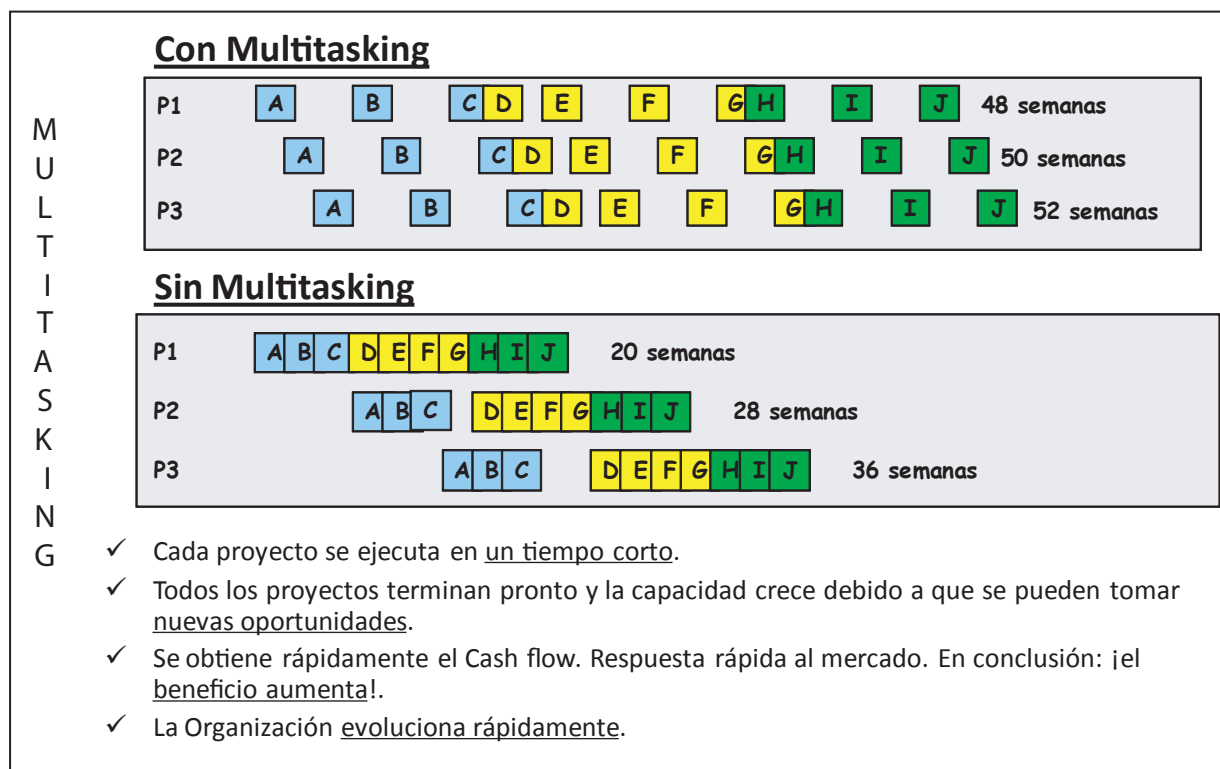 MULTITASKING
Con Multitasking
P1 A B C D E F G H I J 48 semanas
P2 A B C D E F G H I J 50 semanas
P3 A B C D E F G H I J 52 semanas
Sin Multitasking
P1 A B C D E F G H I J 20 semanas
P2 A B C D E F G H I J 28 semanas
P3 A B C D E F G H I J 36 semanas
✓ Cada proyecto se ejecuta en un tiempo corto.
✓ Todos los proyectos terminan pronto y la capacidad crece debido a que se pueden tomar
nuevas oportunidades.
✓ Se obtiene rápidamente el Cash flow. Respuesta rápida al mercado. En conclusión: ¡el
beneficio aumenta!.
✓ La Organización evoluciona rápidamente.